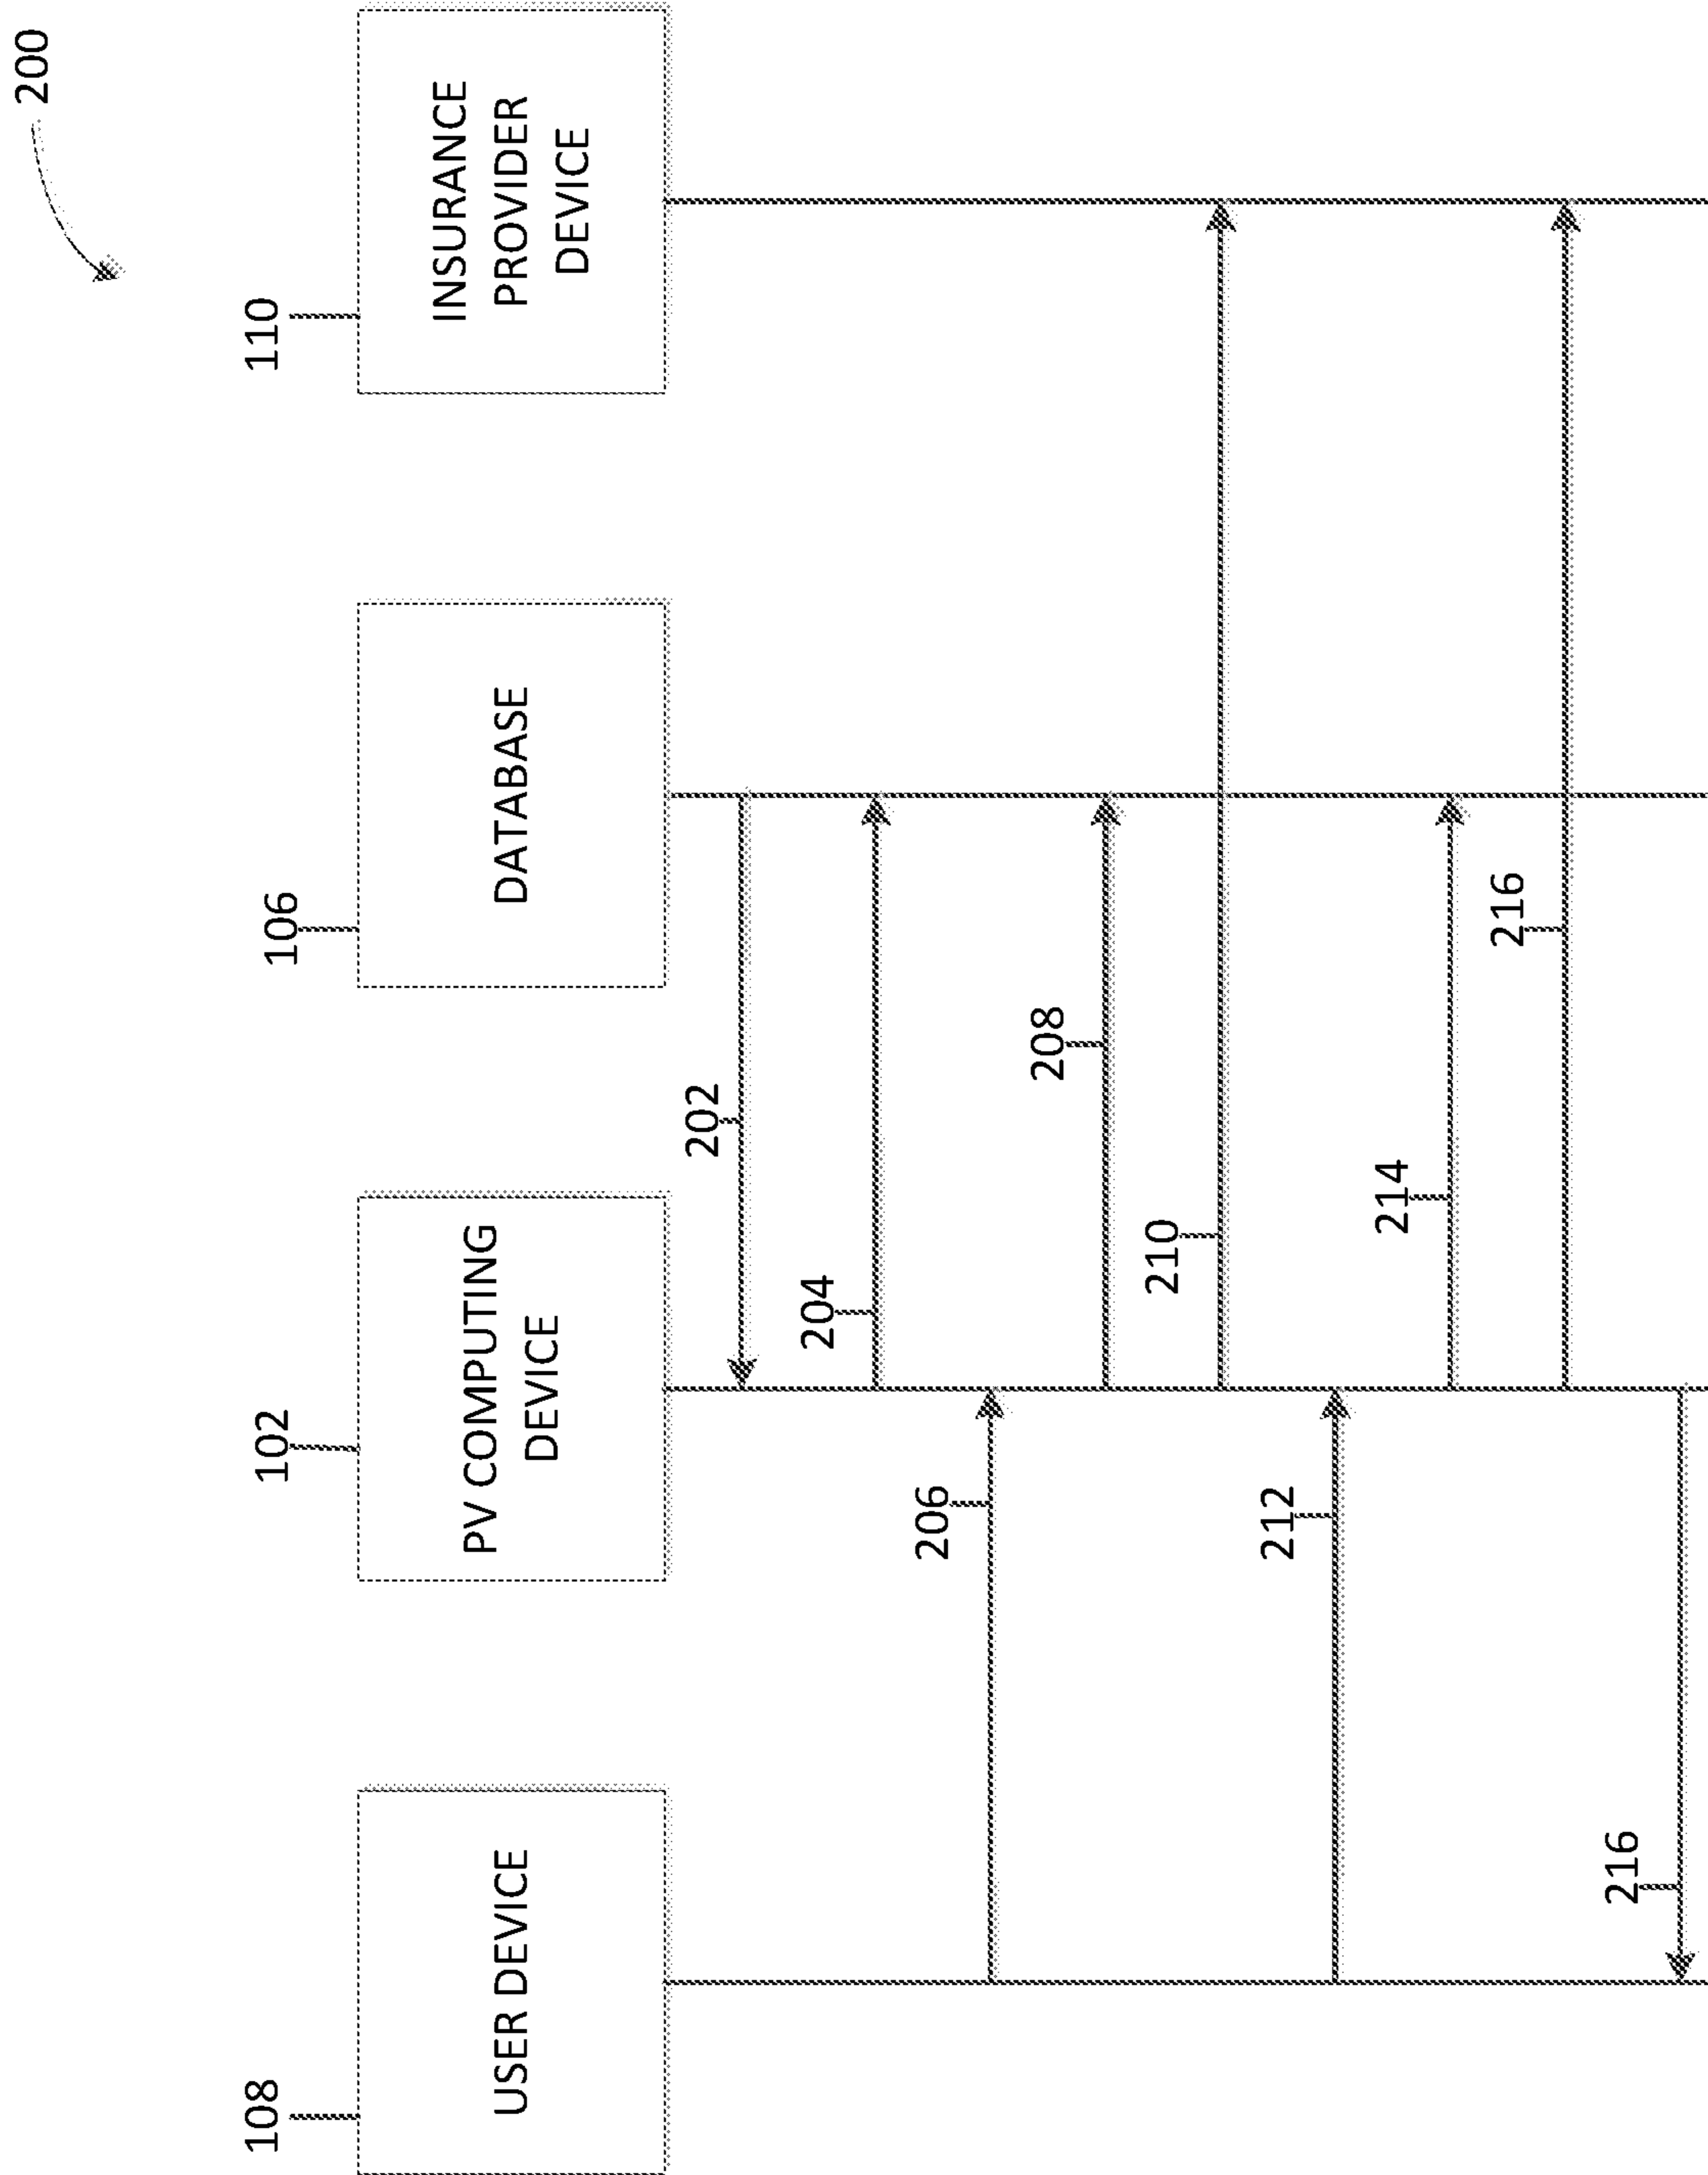 200
108
USER DEVICE
102
PV COMPUTING
DEVICE
106
DATABASE
110
INSURANCE
PROVIDER
DEVICE
202
204
206
208
210
212
214
216
216